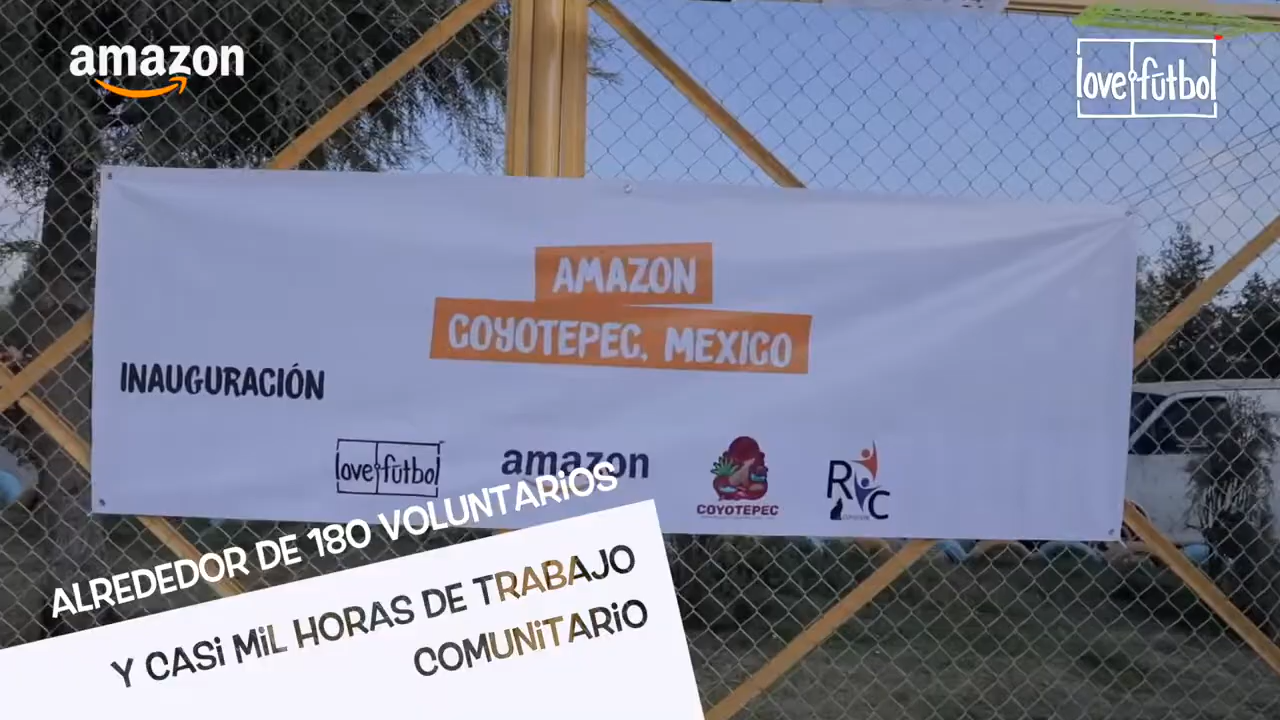 amazon
love fútbol
AMAZON
COYOTEPEC, MEXICO
INAUGURACIÓN
love fútbol
amazon
COYOTEPEC
RC
ALREDEDOR DE 180 VOLUNTARiOS
Y CASi MiL HORAS DE TRABAJO
COMUNiTARiO